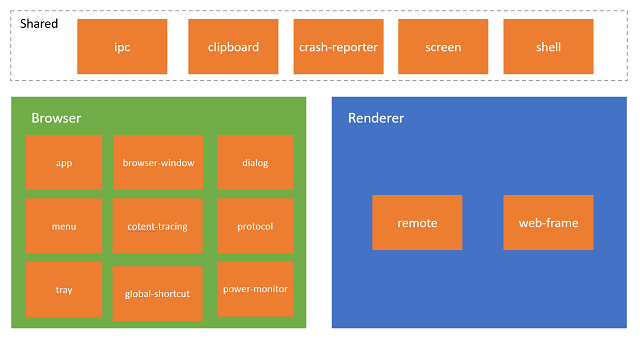 Shared
ipc
clipboard
crash-reporter
screen
shell
Browser
app
browser-window
dialog
menu
cotent-tracing
protocol
tray
global-shortcut
power-monitor
Renderer
remote
web-frame